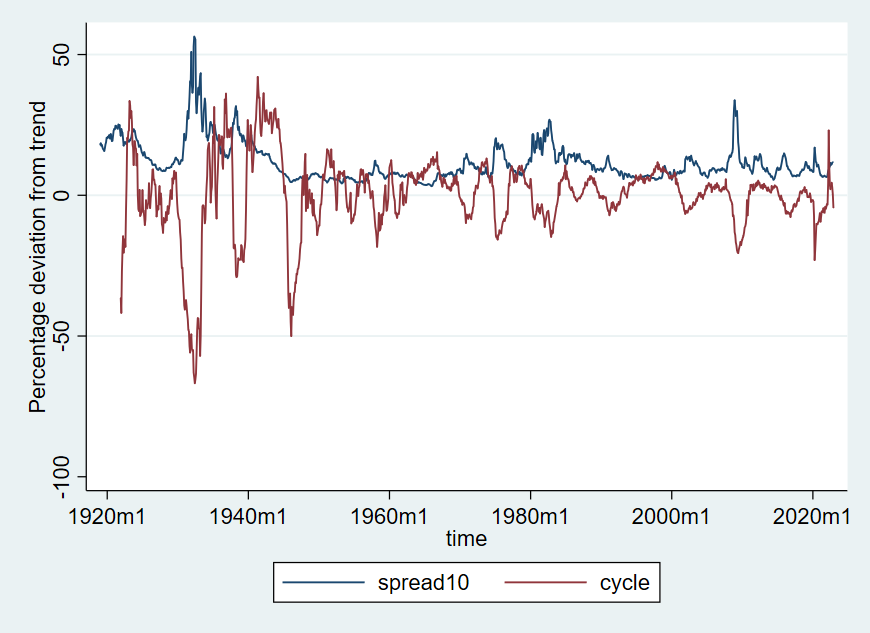 Percentage deviation from trend
50
0
-50
-100
1920m1 1940m1 1960m1 1980m1 2000m1 2020m1
time
spread10 cycle